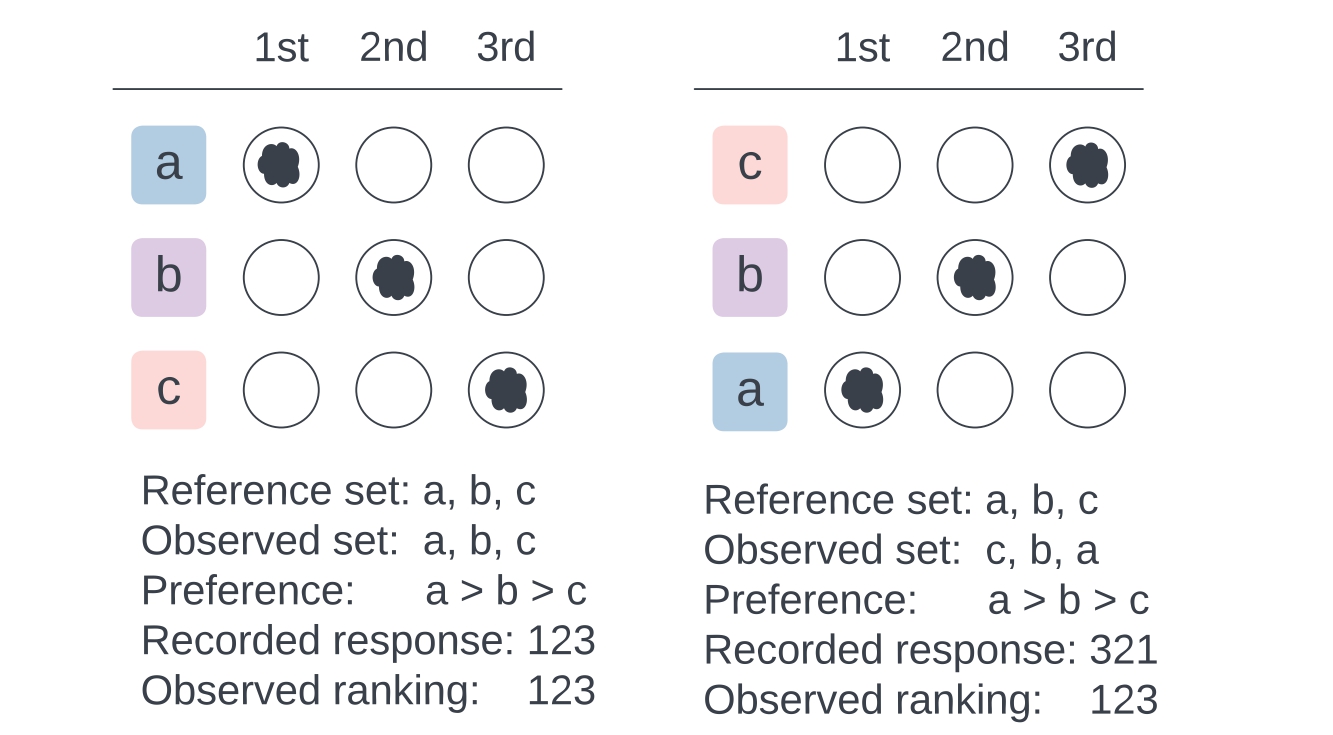 1st 2nd 3rd
a
b
c
Reference set: a, b, c
Observed set: a, b, c
Preference: a > b > c
Recorded response: 123
Observed ranking: 123
1st 2nd 3rd
c
b
a
Reference set: a, b, c
Observed set: c, b, a
Preference: a > b > c
Recorded response: 321
Observed ranking: 123